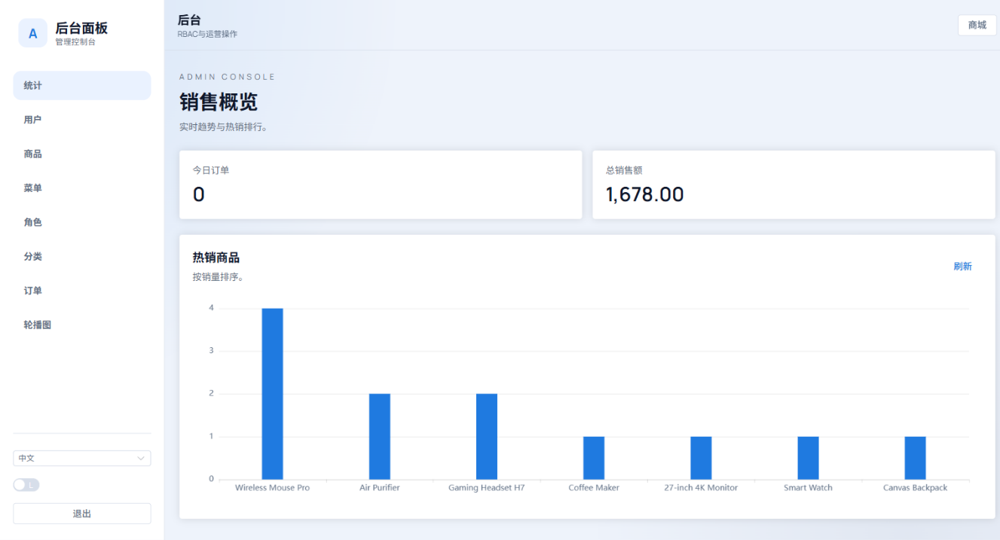 A
后台面板
管理控制台
统计
用户
商品
菜单
角色
分类
订单
轮播图
中文
L
退出
后台
RBAC与运营操作
商城
ADMIN CONSOLE
销售概览
实时趋势与热销排行。
今日订单
0
总销售额
1,678.00
热销商品
按销量排序。
刷新
4
3
2
1
0
Wireless Mouse Pro
Air Purifier
Gaming Headset H7
Coffee Maker
27-inch 4K Monitor
Smart Watch
Canvas Backpack